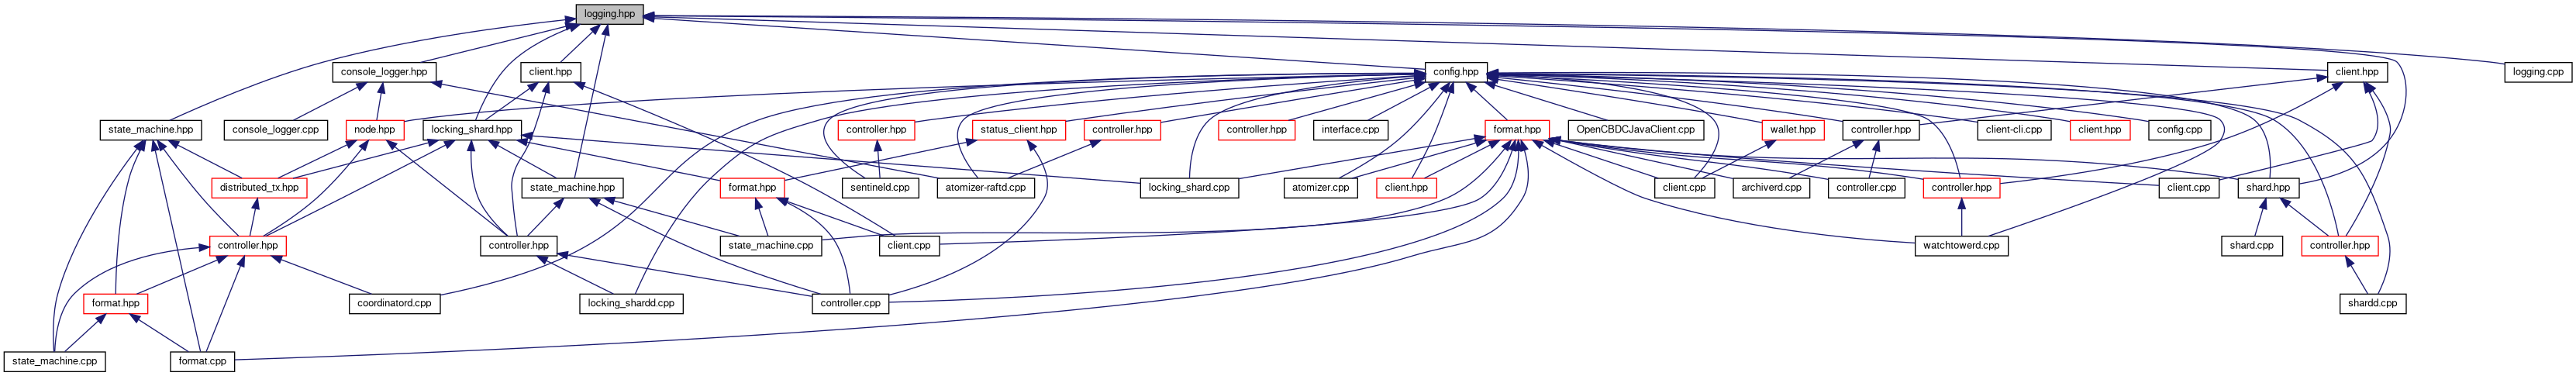 logging.hpp
console_logger.hpp
client.hpp
config.hpp
client.hpp
logging.cpp
state_machine.hpp
console_logger.cpp
node.hpp
locking_shard.hpp
controller.hpp
status_client.hpp
controller.hpp
controller.hpp
interface.cpp
format.hpp
OpenCBDCJavaClient.cpp
wallet.hpp
controller.hpp
client-cli.cpp
client.hpp
config.cpp
distributed_tx.hpp
state_machine.hpp
format.hpp
sentineld.cpp
atomizer-raftd.cpp
locking_shard.cpp
atomizer.cpp
client.hpp
client.cpp
archiverd.cpp
controller.cpp
controller.hpp
client.cpp
shard.hpp
controller.hpp
controller.hpp
state_machine.cpp
client.cpp
watchtowerd.cpp
shard.cpp
controller.hpp
format.hpp
coordinatord.cpp
locking_shardd.cpp
controller.cpp
shardd.cpp
state_machine.cpp
format.cpp